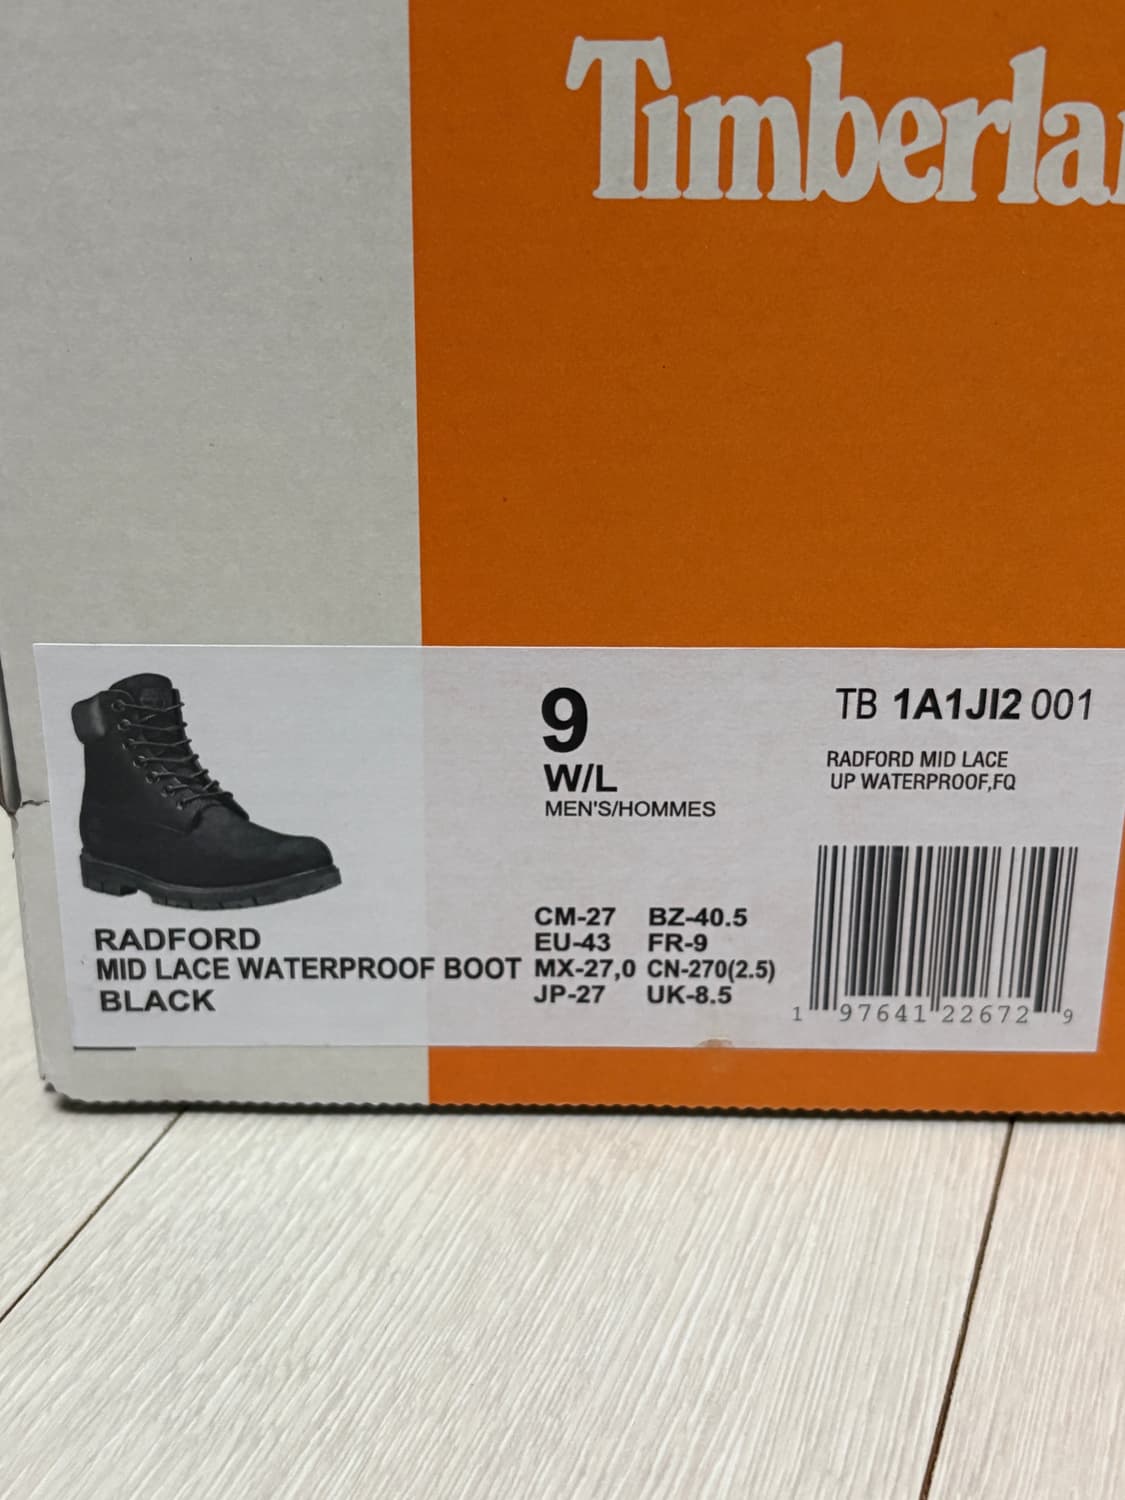 Timberla
9
W/L
MEN'S/HOMMES
TB 1A1JI2 001
RADFORD MID LACE
UP WATERPROOF,FQ
RADFORD
MID LACE WATERPROOF BOOT
BLACK
CM-27 BZ-40.5
EU-43 FR-9
MX-27,0 CN-270(2.5)
JP-27 UK-8.5
1 97641 22672 9